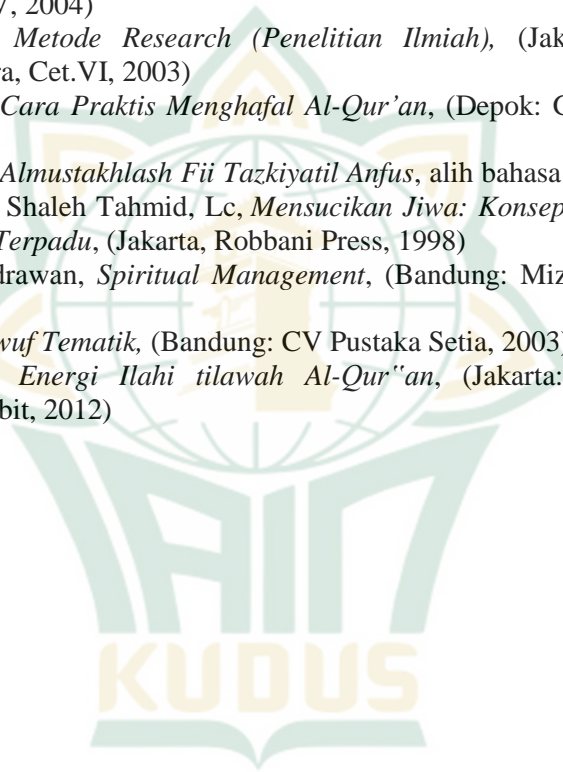 , 2004)
Metode Research (Penelitian Ilmiah), (Jak
ra, Cet.VI, 2003)
Cara Praktis Menghafal Al-Qur'an, (Depok: G
Almustakhlash Fii Tazkiyatil Anfus, alih bahasa
Shaleh Tahmid, Lc, Mensucikan Jiwa: Konsep
Terpadu, (Jakarta, Robbani Press, 1998)
drawan, Spiritual Management, (Bandung: Miz
wuf Tematik, (Bandung: CV Pustaka Setia, 2003)
Energi Ilahi tilawah Al-Qur‟an, (Jakarta:
bit, 2012)
IAIN
KUDUS